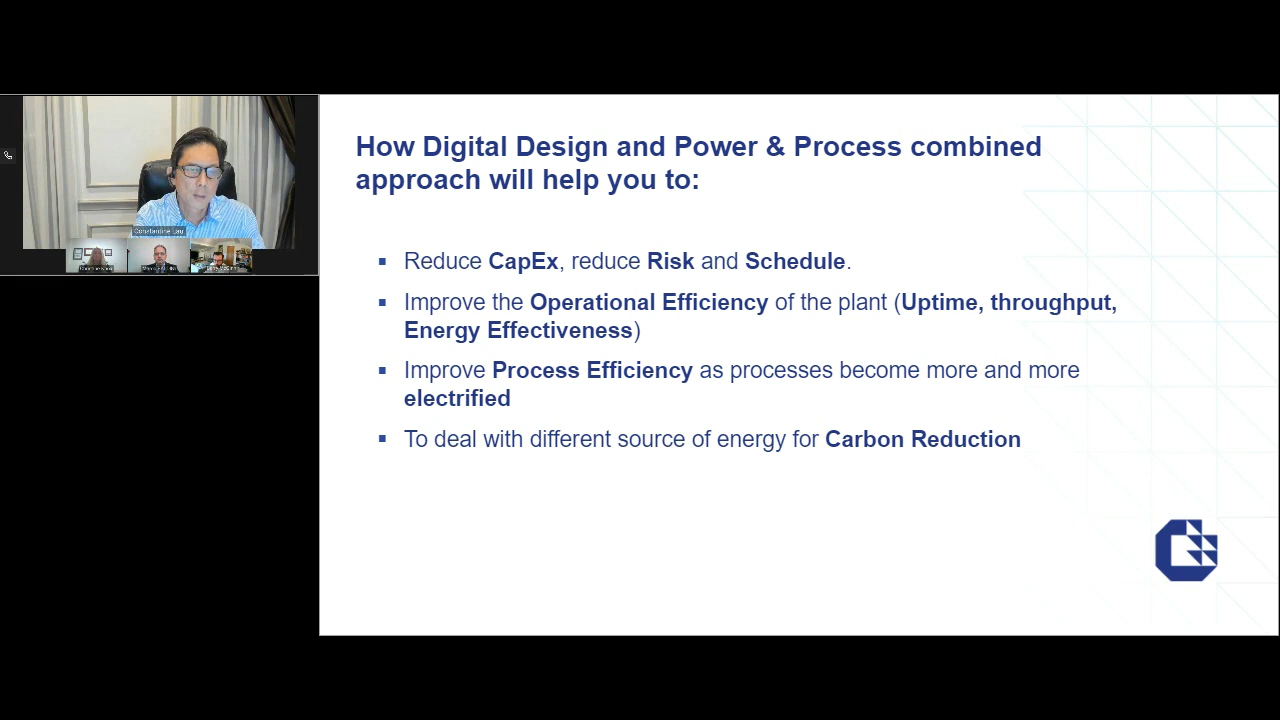 Constantine Lau
How Digital Design and Power & Process combined
approach will help you to:
▪ Reduce CapEx, reduce Risk and Schedule.
▪ Improve the Operational Efficiency of the plant (Uptime, throughput,
Energy Effectiveness)
▪ Improve Process Efficiency as processes become more and more
electrified
▪ To deal with different source of energy for Carbon Reduction